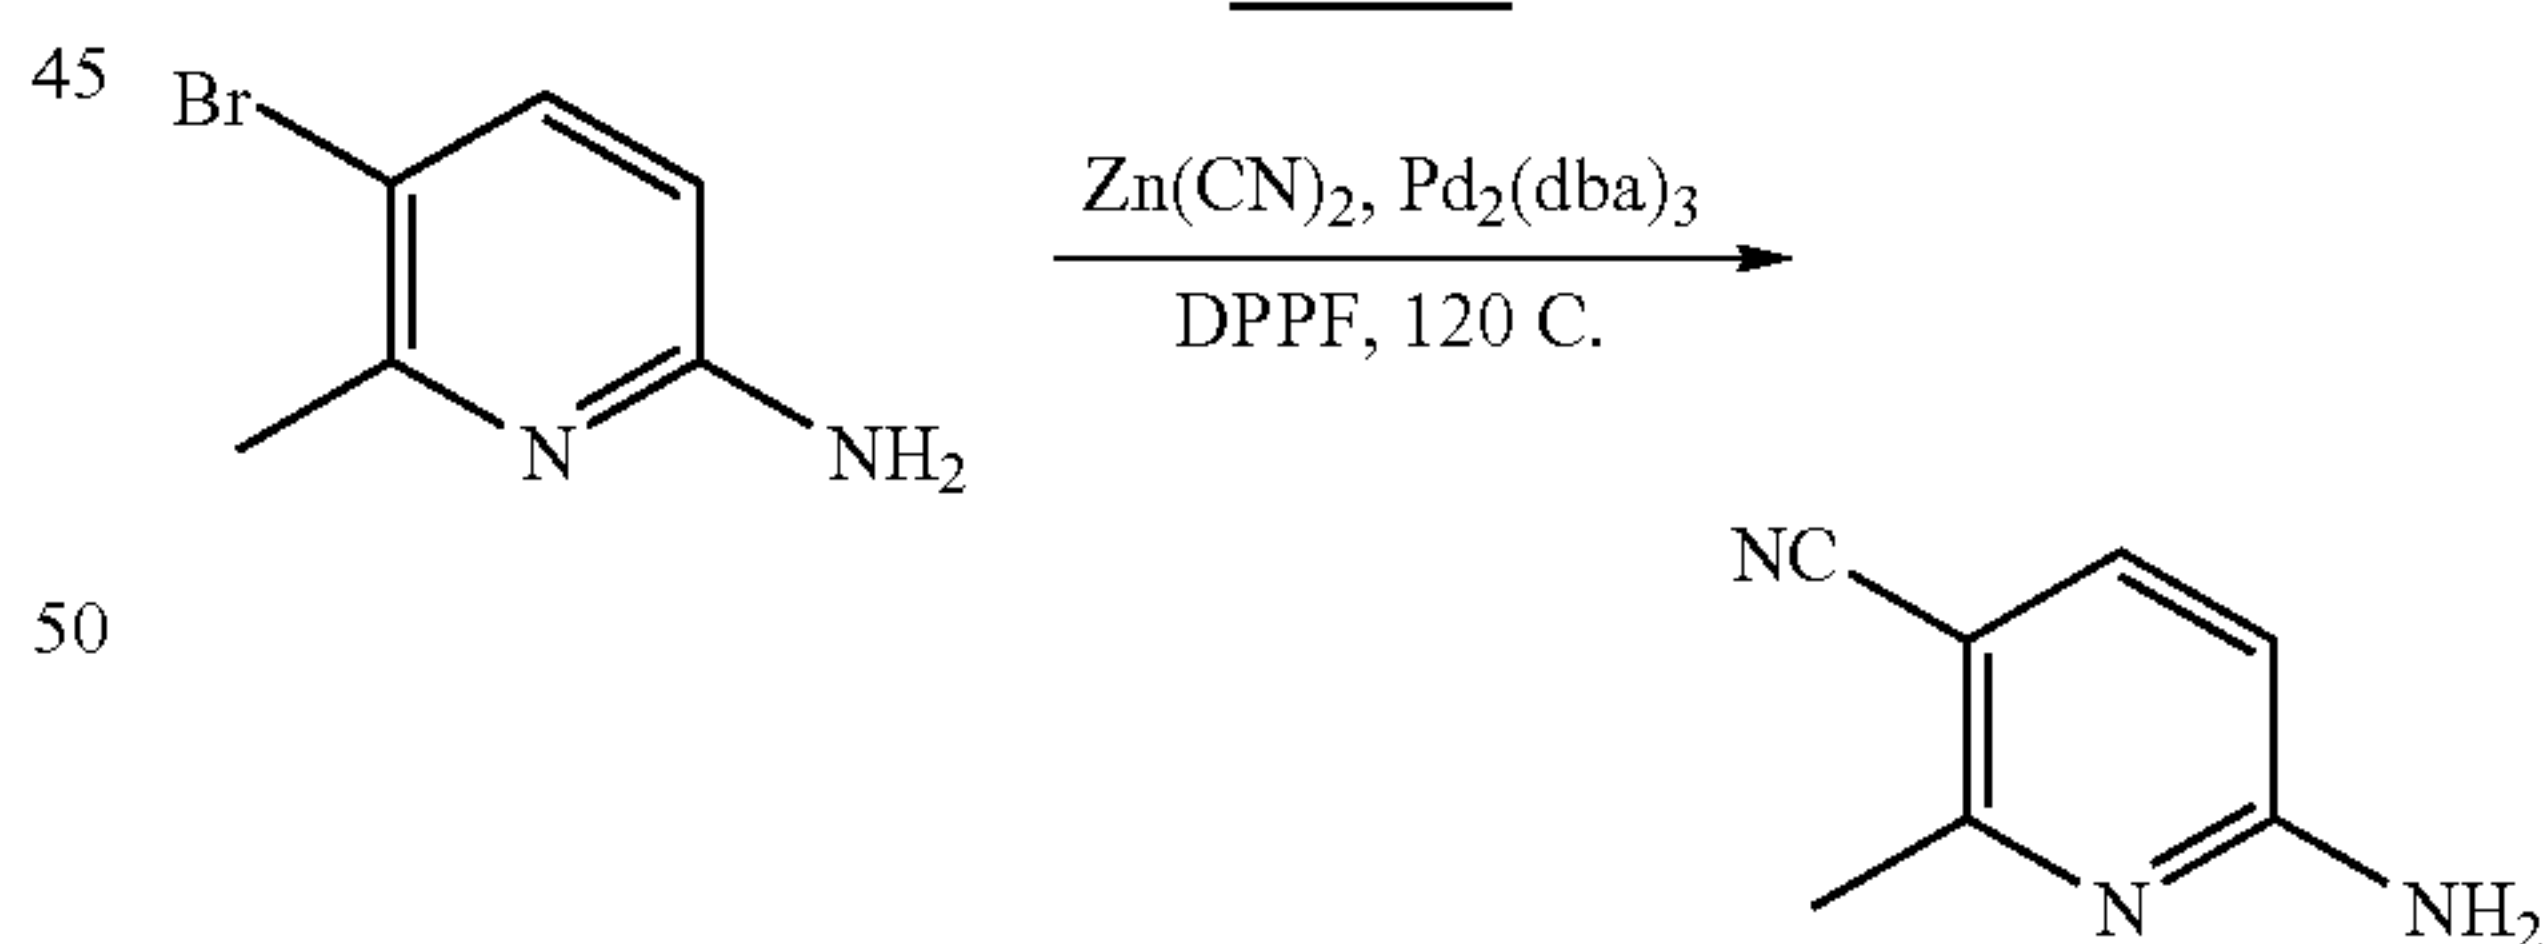 45
Br
Zn(CN)₂, Pd₂(dba)₃
DPPF, 120 C.
N
NH₂
NC
50
N
NH₂